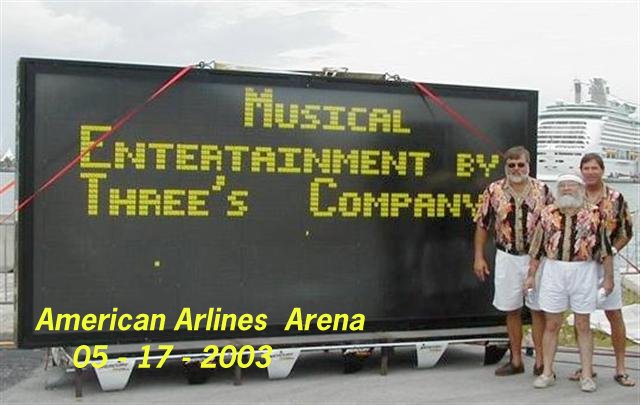 Musical
Entertainment by
Three's Company
American Arlines Arena
05 - 17 - 2003